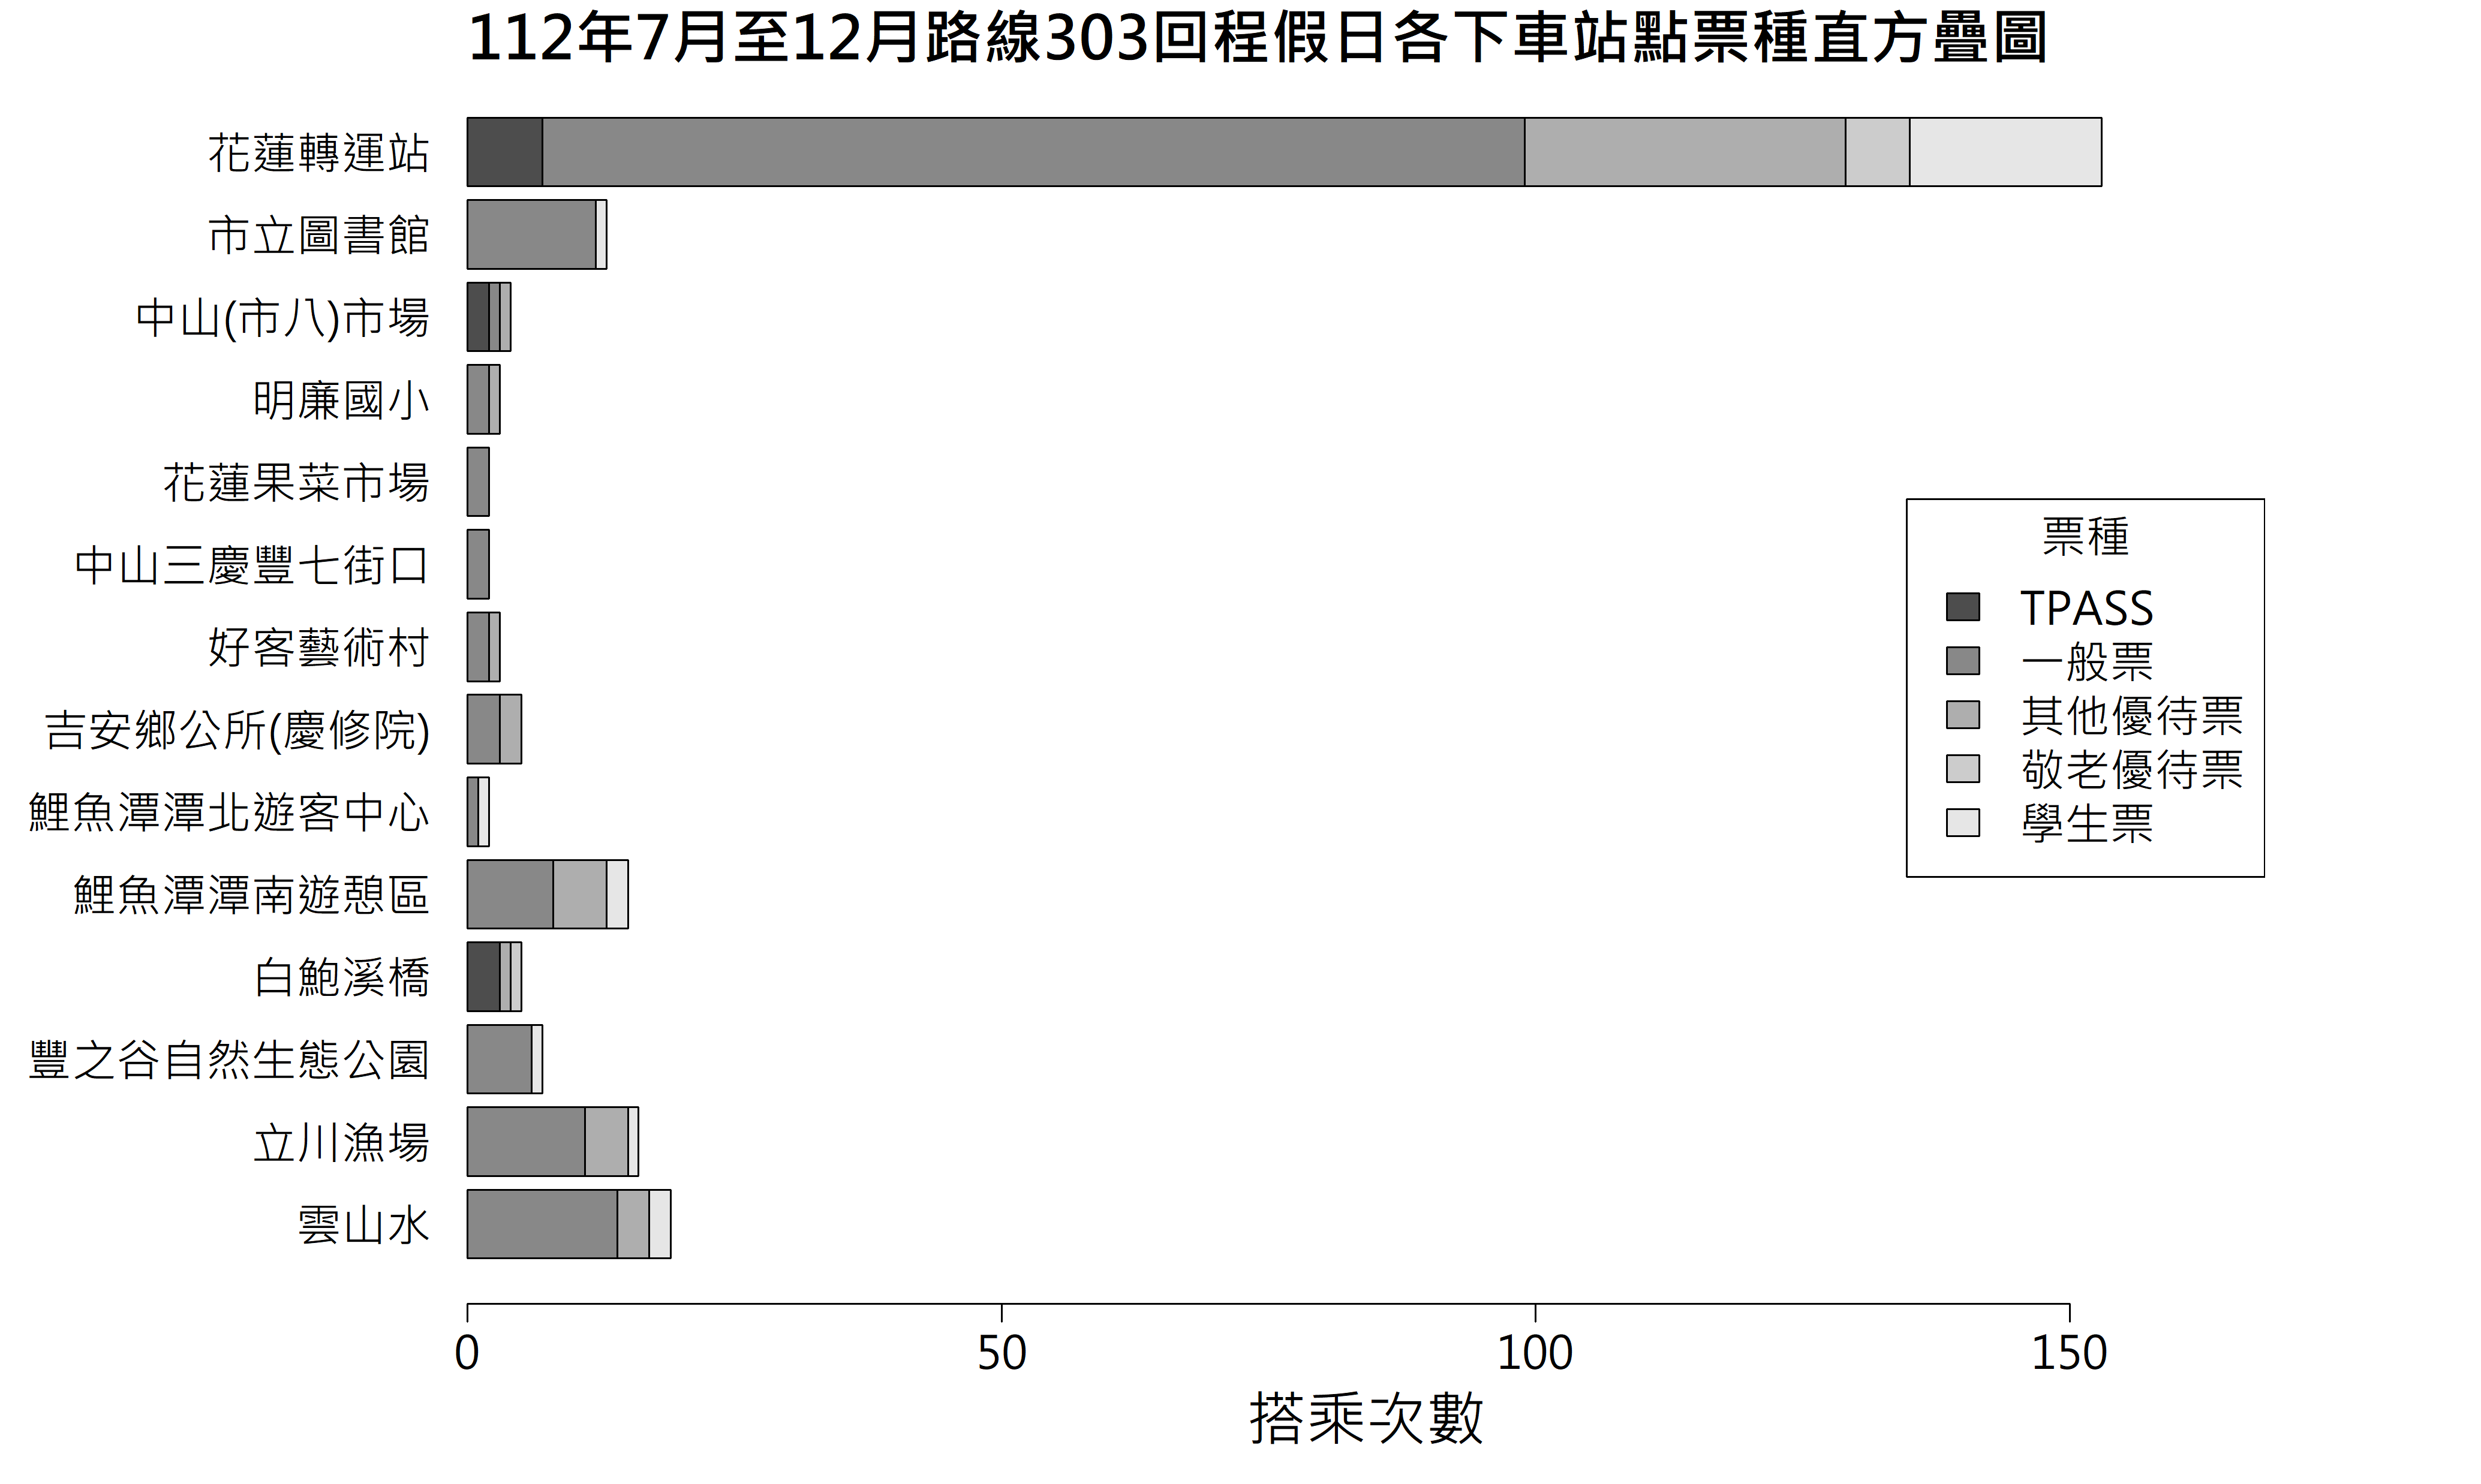 112年7月至12月路線303回程假日各下車站點票種直方疊圖
花蓮轉運站
市立圖書館
中山(市八)市場
明廉國小
花蓮果菜市場
中山三慶豐七街口
好客藝術村
吉安鄉公所(慶修院)
鯉魚潭潭北遊客中心
鯉魚潭潭南遊憩區
白鮑溪橋
豐之谷自然生態公園
立川漁場
雲山水
票種
TPASS
一般票
其他優待票
敬老優待票
學生票
0 50 100 150
搭乘次數